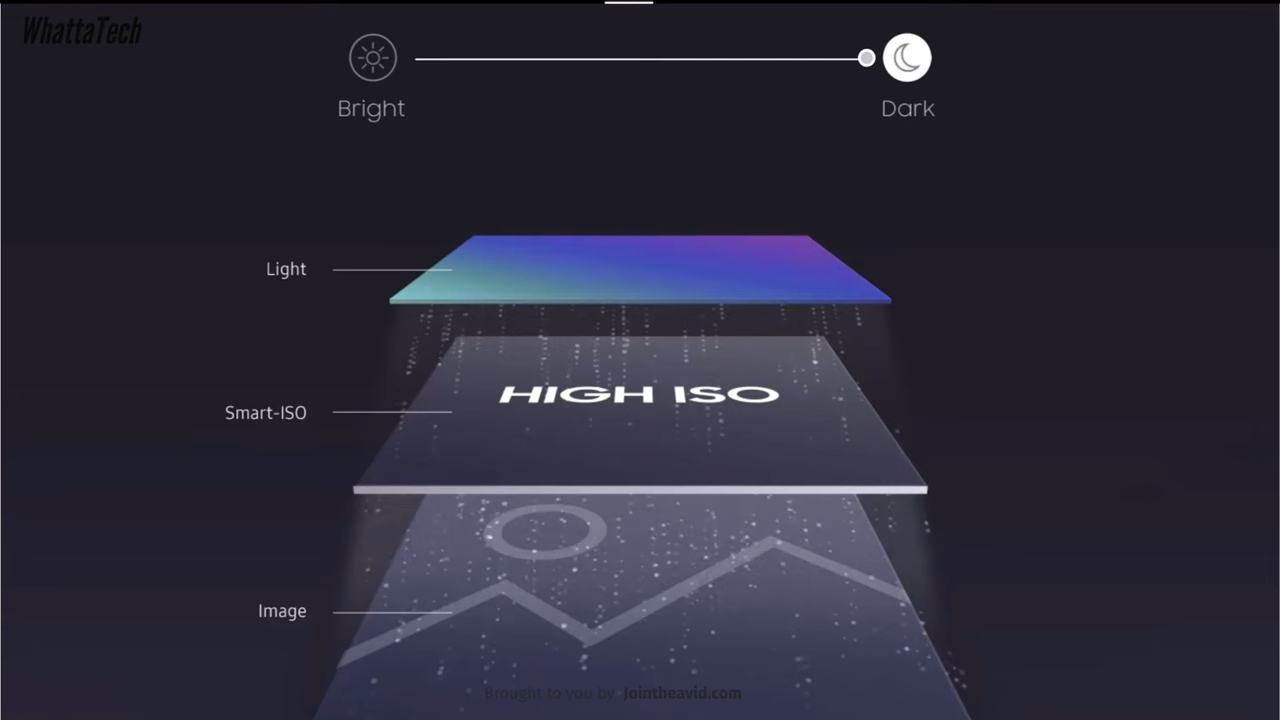 WhattaTech
Bright
Dark
Light
HIGH ISO
Smart-ISO
Image
Brought to you by Jointheavid.com